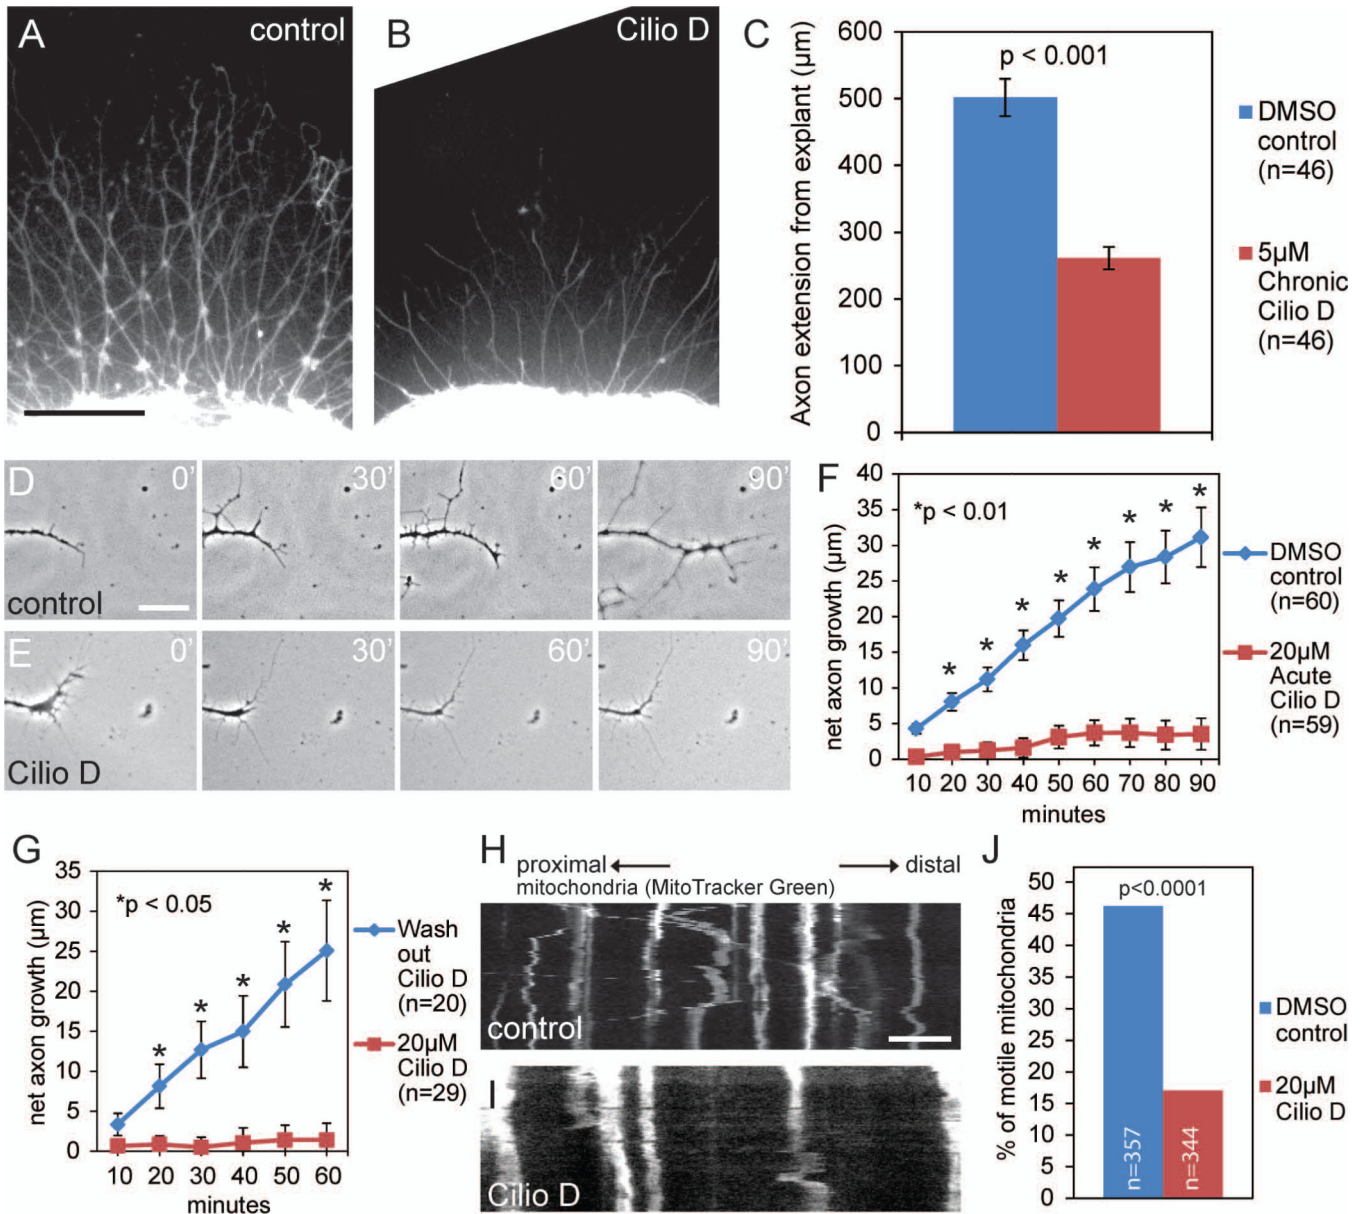 A
control
B
Cilio D
C
Axon extension from explant (µm)
600
500
400
300
200
100
0
p < 0.001
DMSO
control
(n=46)
5µM
Chronic
Cilio D
(n=46)
D
0'
30'
60'
90'
control
E
0'
30'
60'
90'
Cilio D
F
net axon growth (µm)
40
35
30
25
20
15
10
5
0
*p < 0.01
* * * * * * * *
10 20 30 40 50 60 70 80 90
minutes
DMSO
control
(n=60)
20µM
Acute
Cilio D
(n=59)
G
net axon growth (µm)
35
30
25
20
15
10
5
0
*p < 0.05
* * * * *
10 20 30 40 50 60
minutes
Wash
out
Cilio D
(n=20)
20µM
Cilio D
(n=29)
H
proximal
distal
mitochondria (MitoTracker Green)
control
I
Cilio D
J
% of motile mitochondria
50
45
40
35
30
25
20
15
10
5
0
p<0.0001
n=357
n=344
DMSO
control
20µM
Cilio D